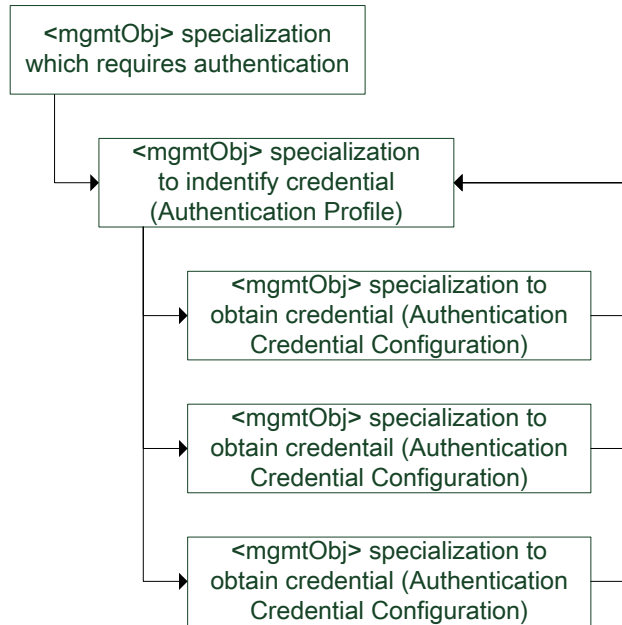 <mgmtObj> specialization
which requires authentication
<mgmtObj> specialization
to indentify credential
(Authentication Profile)
<mgmtObj> specialization to
obtain credential (Authentication
Credential Configuration)
<mgmtObj> specialization to
obtain credentail (Authentication
Credential Configuration)
<mgmtObj> specialization to
obtain credential (Authentication
Credential Configuration)